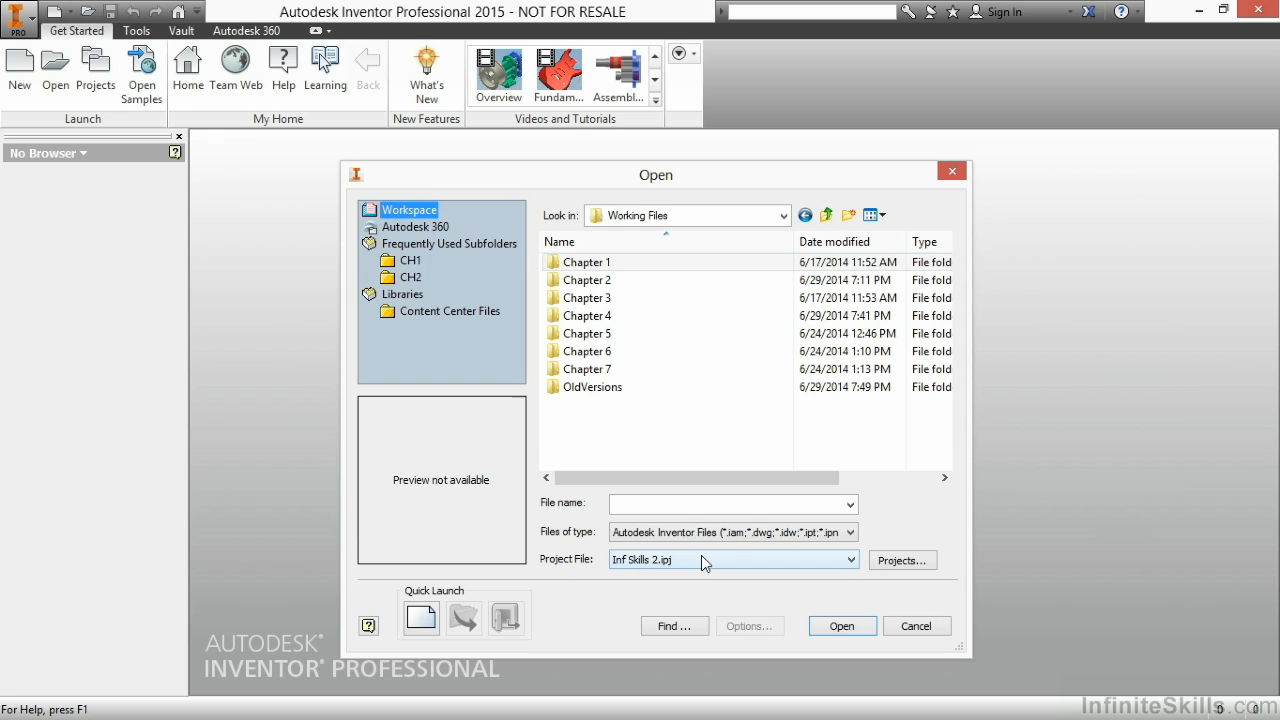 PRO
Autodesk Inventor Professional 2015 - NOT FOR RESALE
Sign In
Get Started
Tools
Vault
Autodesk 360
New
Open
Projects
Open
Samples
Home
Team Web
Help
Learning
Back
What's
New
Overview
Fundam...
Assembl...
Launch
My Home
New Features
Videos and Tutorials
No Browser
Open
Workspace
Autodesk 360
Frequently Used Subfolders
CH1
CH2
Libraries
Content Center Files
Look in:
Working Files
Name
Date modified
Type
Chapter 1
6/17/2014 11:52 AM
File fold
Chapter 2
6/29/2014 7:11 PM
File fold
Chapter 3
6/17/2014 11:53 AM
File fold
Chapter 4
6/29/2014 7:41 PM
File fold
Chapter 5
6/24/2014 12:46 PM
File fold
Chapter 6
6/24/2014 1:10 PM
File fold
Chapter 7
6/24/2014 1:13 PM
File fold
OldVersions
6/29/2014 7:49 PM
File fold
Preview not available
File name:
Files of type:
Autodesk Inventor Files (*.iam;*.dwg;*.idw;*.ipt;*.ipn
Project File:
Inf Skills 2.ipj
Projects...
Quick Launch
Find ...
Options...
Open
Cancel
AUTODESK®
INVENTOR® PROFESSIONAL
For Help, press F1
0
0
InfiniteSkills.com